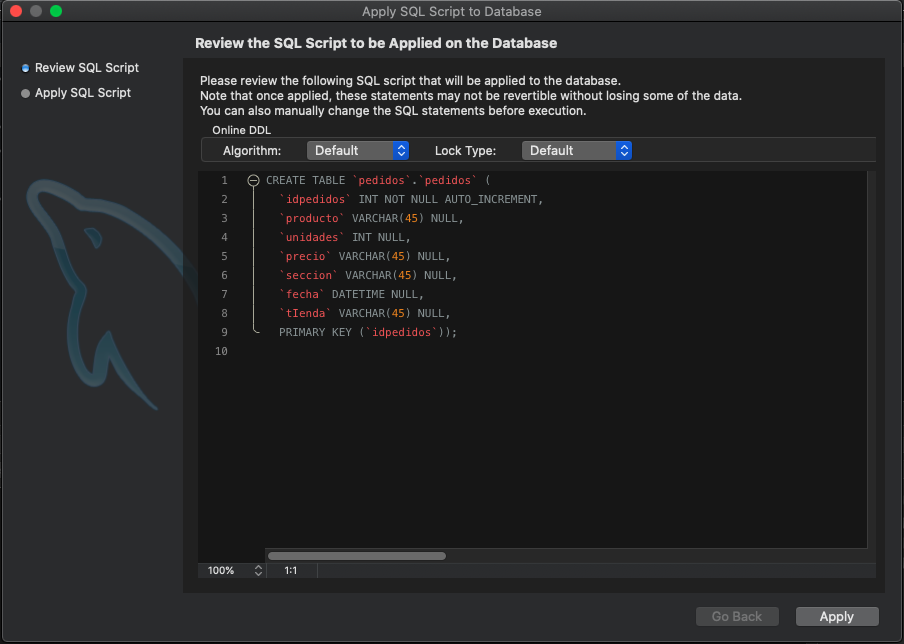 Apply SQL Script to Database
Review the SQL Script to be Applied on the Database
Review SQL Script
Apply SQL Script
Please review the following SQL script that will be applied to the database.
Note that once applied, these statements may not be revertible without losing some of the data.
You can also manually change the SQL statements before execution.
Online DDL
Algorithm: Default Lock Type: Default
1 CREATE TABLE `pedidos`.`pedidos` (
2 `idpedidos` INT NOT NULL AUTO_INCREMENT,
3 `producto` VARCHAR(45) NULL,
4 `unidades` INT NULL,
5 `precio` VARCHAR(45) NULL,
6 `seccion` VARCHAR(45) NULL,
7 `fecha` DATETIME NULL,
8 `tIenda` VARCHAR(45) NULL,
9 PRIMARY KEY (`idpedidos`));
10
100% 1:1
Go Back Apply